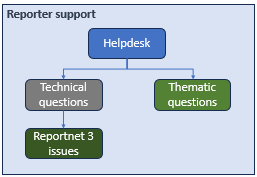 Reporter support
Helpdesk
Technical
questions
Thematic
questions
Reportnet 3
issues